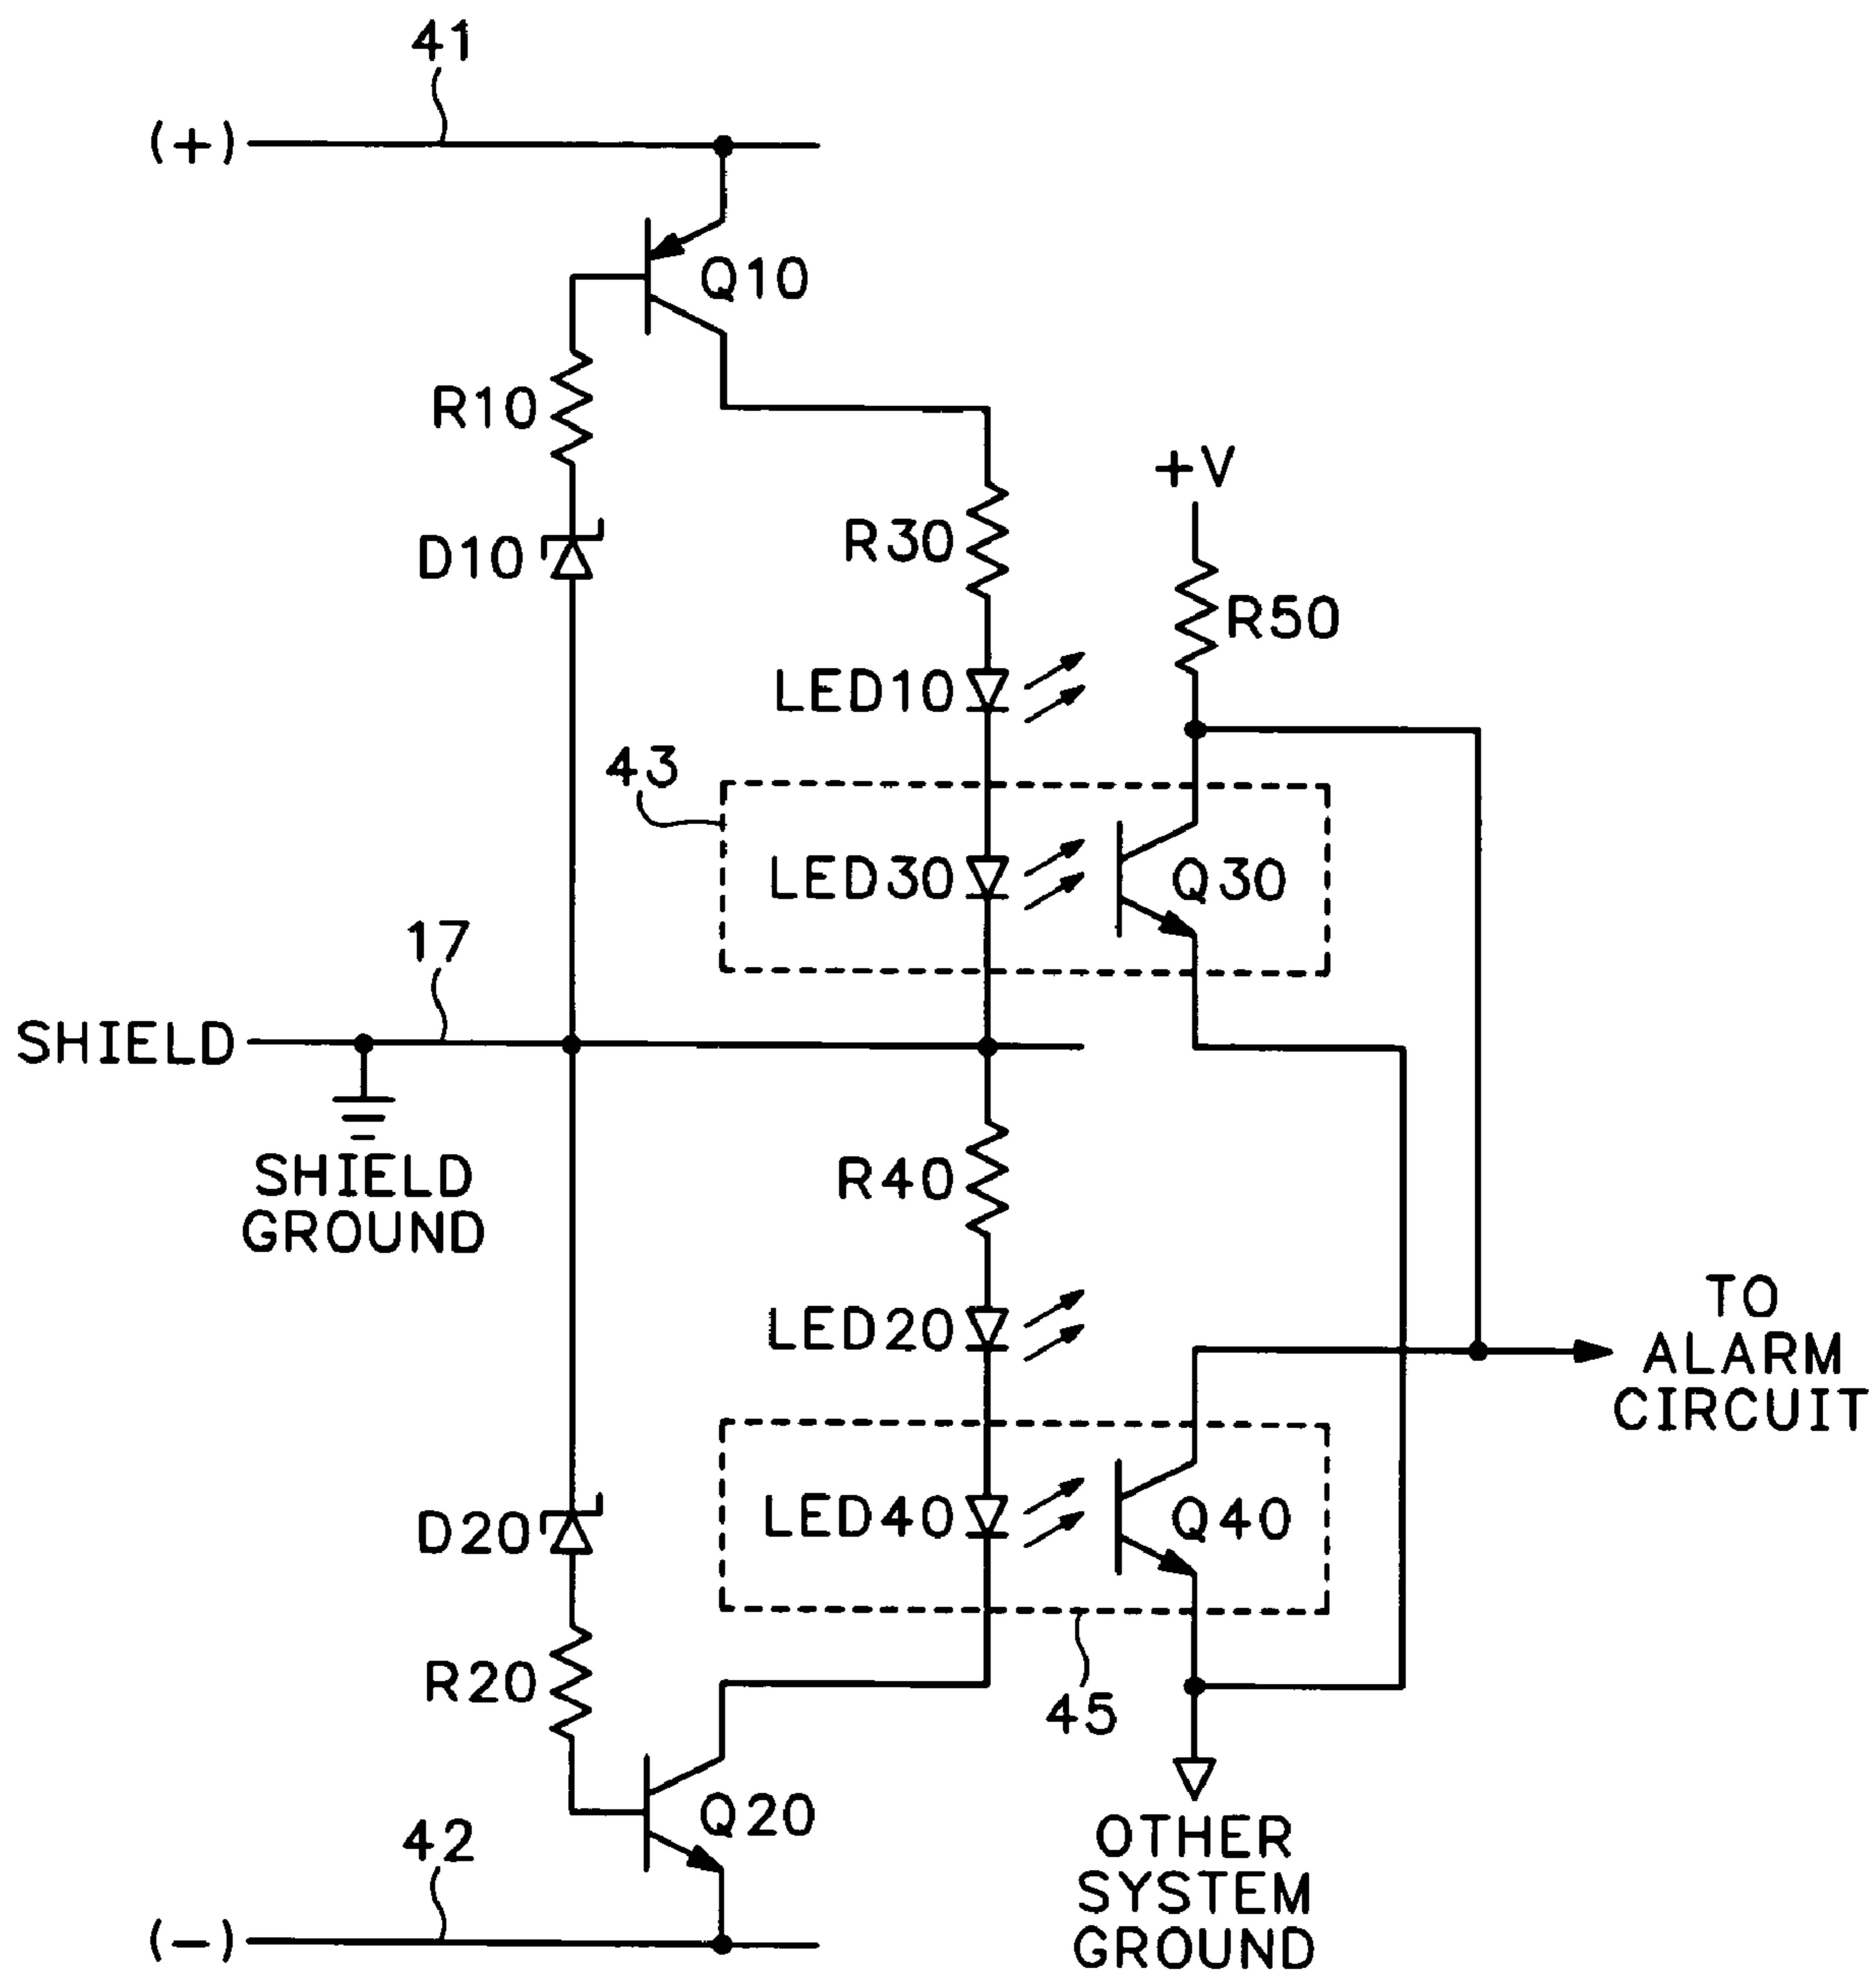 41
(+)
Q10
R10
+V
R30
D10
R50
LED10
43
LED30
Q30
17
SHIELD
SHIELD
GROUND
R40
TO
ALARM
CIRCUIT
LED20
D20
LED40
Q40
R20
45
Q20
42
OTHER
SYSTEM
GROUND
(-)